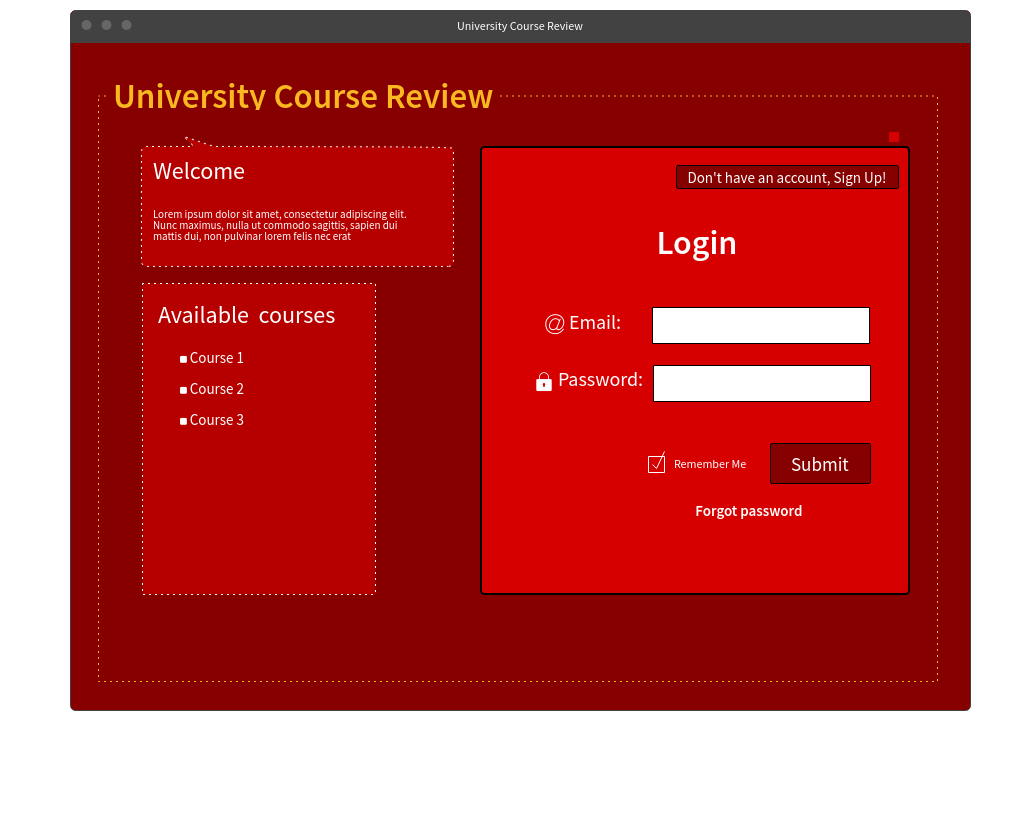 University Course Review
University Course Review
Welcome
Lorem ipsum dolor sit amet, consectetur adipiscing elit.
Nunc maximus, nulla ut commodo sagittis, sapien dui
mattis dui, non pulvinar lorem felis nec erat
Available courses
Course 1
Course 2
Course 3
Don't have an account, Sign Up!
Login
@ Email:
Password:
Remember Me
Submit
Forgot password